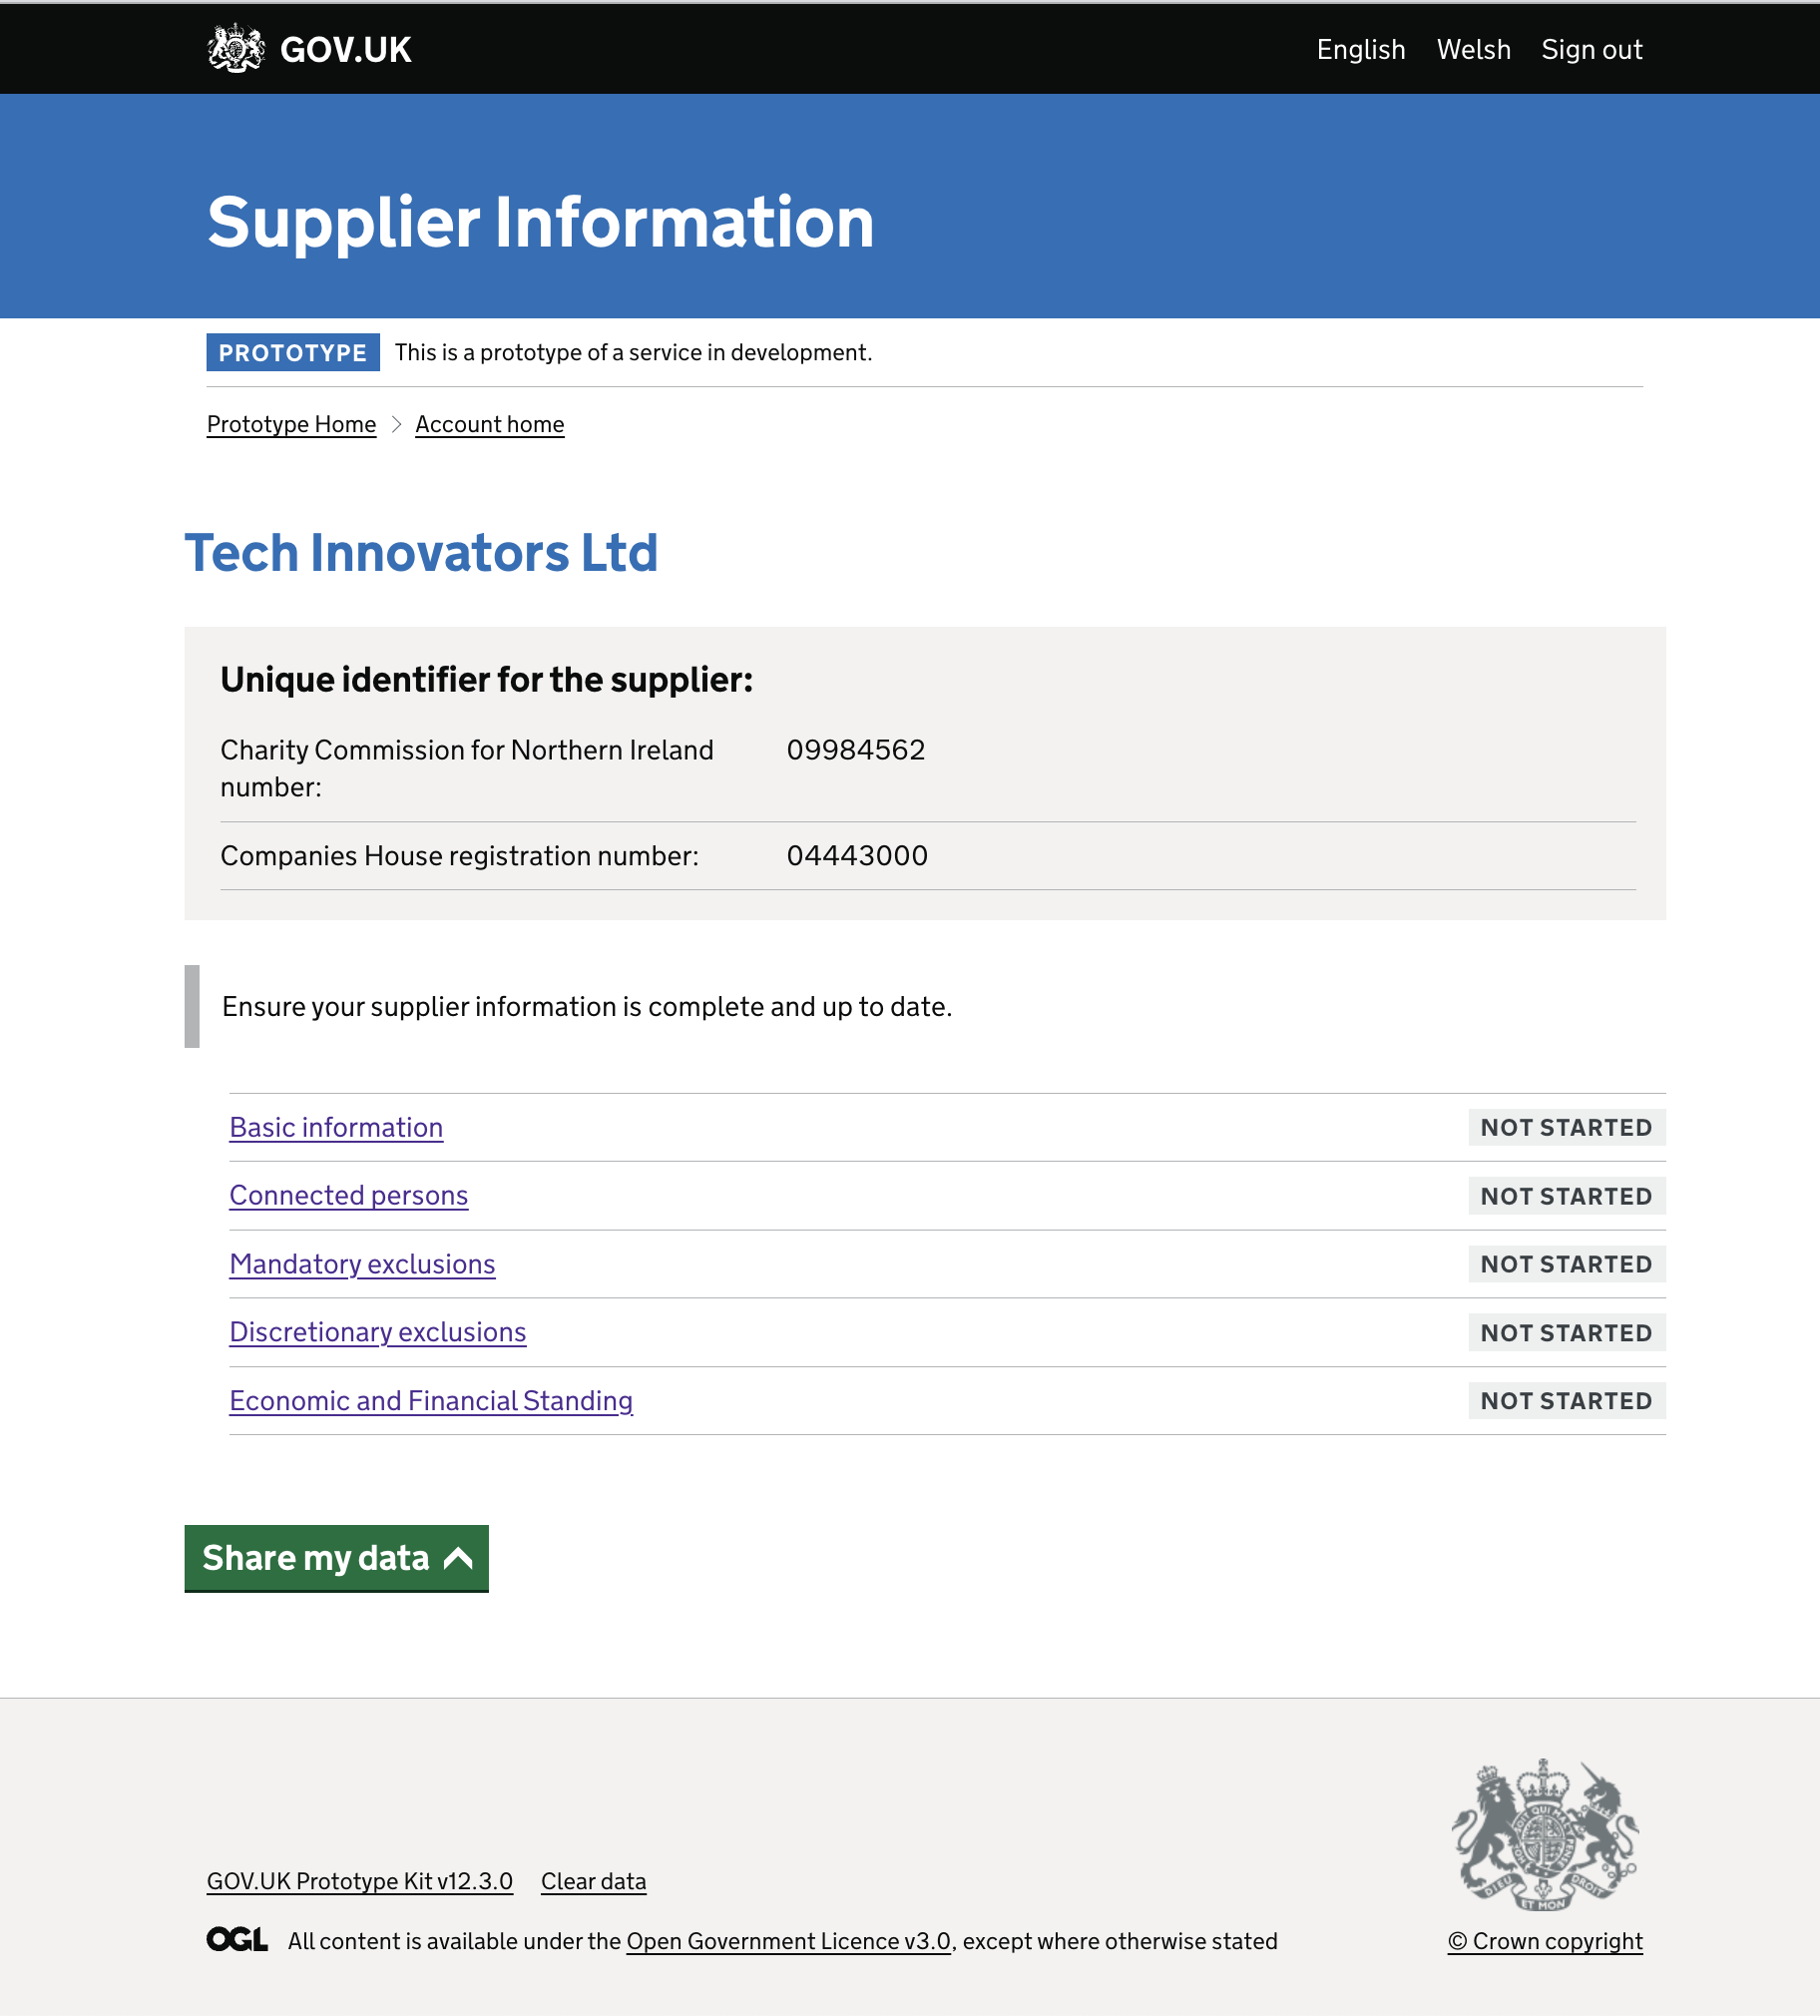 GOV.UK
English Welsh Sign out
Supplier Information
PROTOTYPE This is a prototype of a service in development.
Prototype Home Account home
Tech Innovators Ltd
Unique identifier for the supplier:
Charity Commission for Northern Ireland 09984562
number:
Companies House registration number: 04443000
Ensure your supplier information is complete and up to date.
Basic information NOT STARTED
Connected persons NOT STARTED
Mandatory exclusions NOT STARTED
Discretionary exclusions NOT STARTED
Economic and Financial Standing NOT STARTED
Share my data
GOV.UK Prototype Kit v12.3.0 Clear data
DIEU ET MON DROIT
OGL All content is available under the Open Government Licence v3.0, except where otherwise stated
© Crown copyright